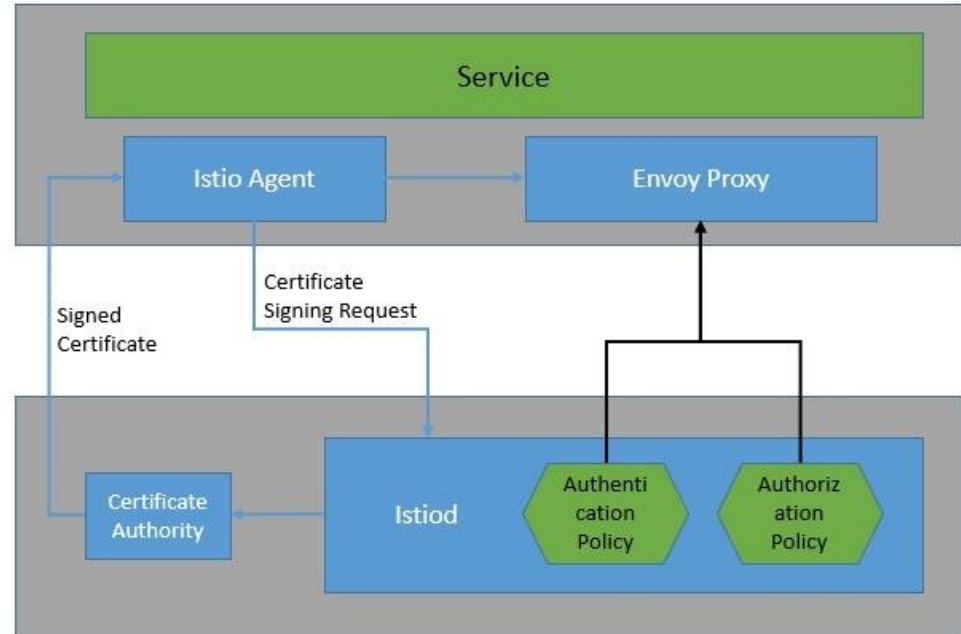 Service
Istio Agent
Envoy Proxy
Certificate
Signing Request
Signed
Certificate
Certificate
Authority
Istiod
Authenti
cation
Policy
Authoriz
ation
Policy